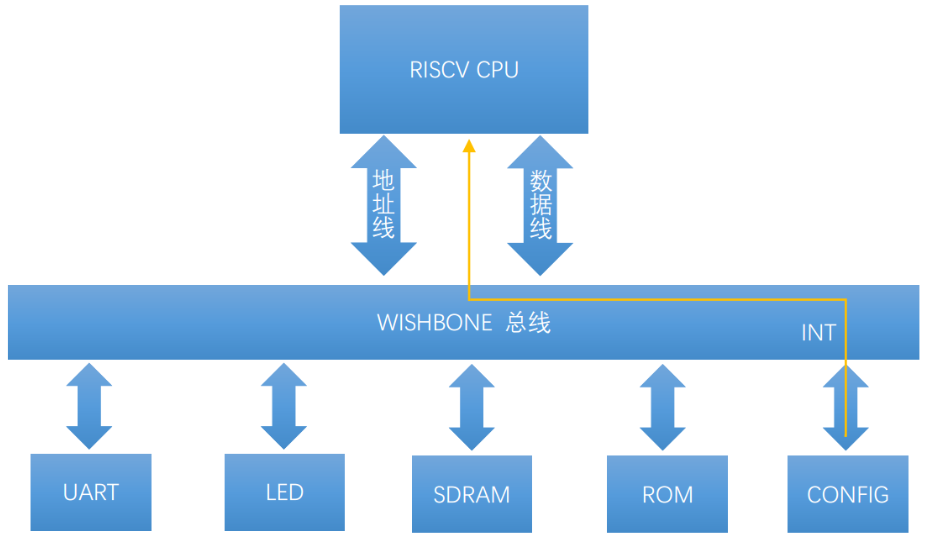 RISCV CPU
地址线
数据线
WISHBONE 总线
INT
UART
LED
SDRAM
ROM
CONFIG